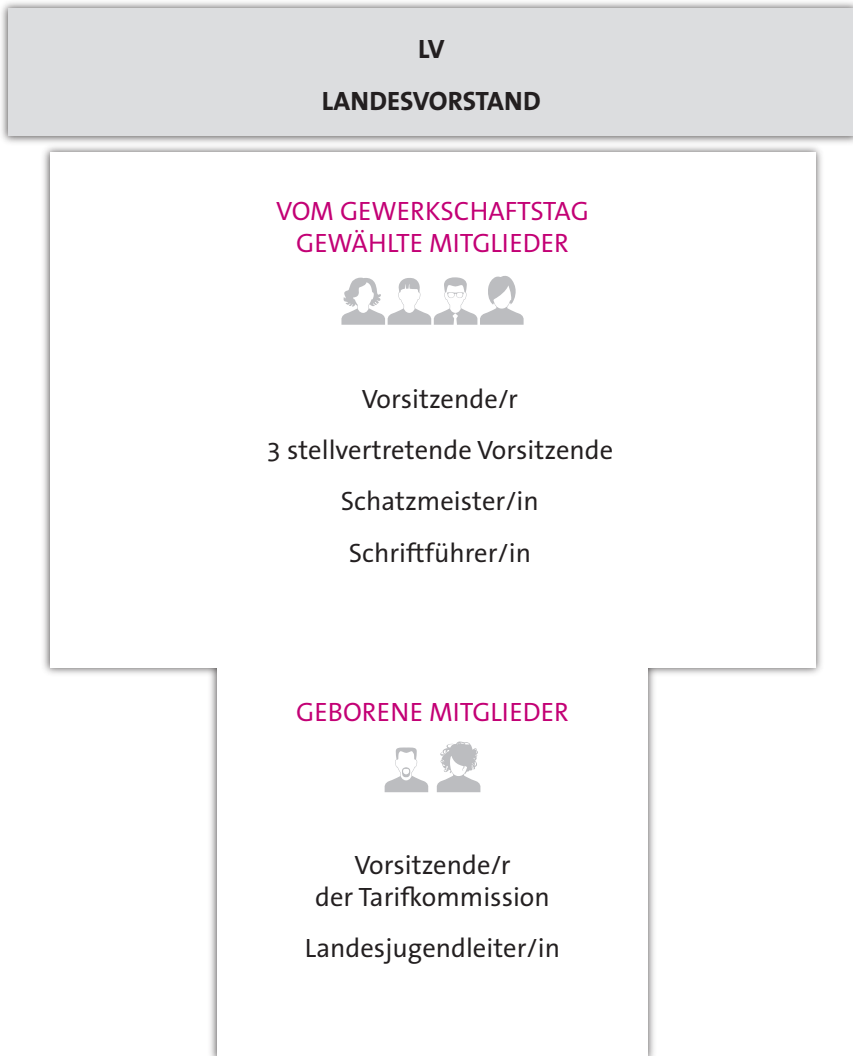 LV
LANDESVORSTAND
VOM GEWERKSCHAFTSTAG
GEWÄHLTE MITGLIEDER
Vorsitzende/r
3 stellvertretende Vorsitzende
Schatzmeister/in
Schriftführer/in
GEBORENE MITGLIEDER
Vorsitzende/r
der Tarifkommission
Landesjugendleiter/in